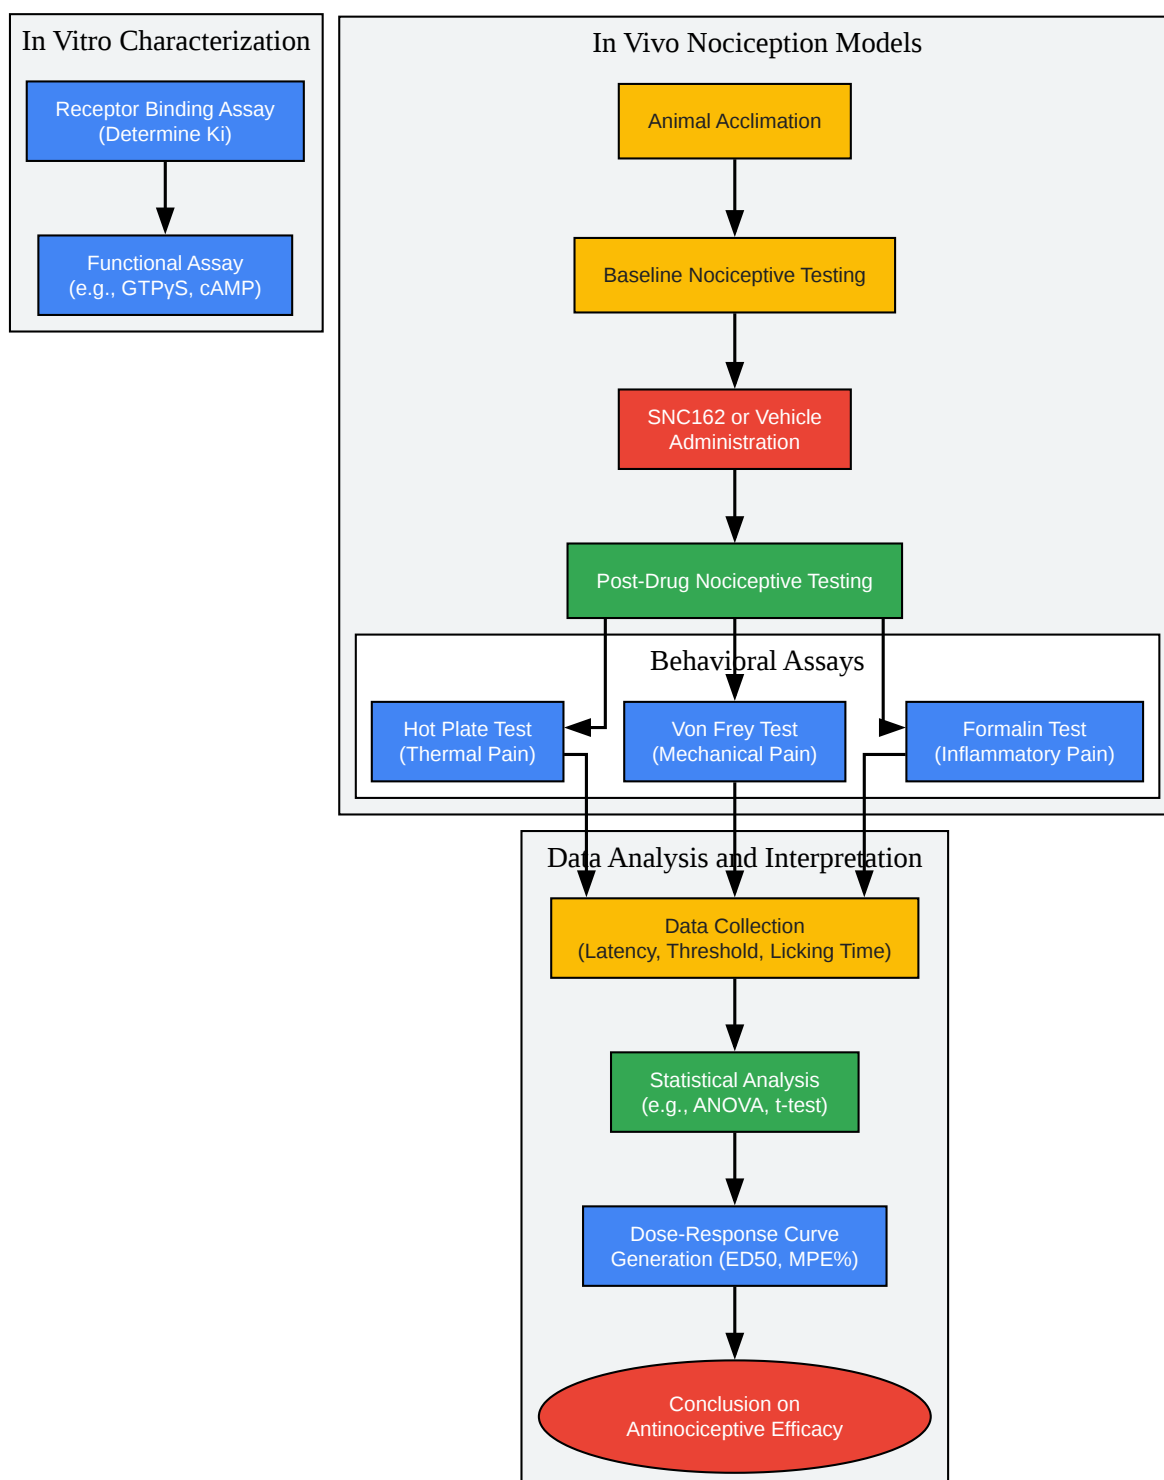 In Vitro Characterization
Receptor Binding Assay
(Determine Ki)
Functional Assay
(e.g., GTPγS, cAMP)
In Vivo Nociception Models
Animal Acclimation
Baseline Nociceptive Testing
SNC162 or Vehicle
Administration
Post-Drug Nociceptive Testing
Behavioral Assays
Hot Plate Test
(Thermal Pain)
Von Frey Test
(Mechanical Pain)
Formalin Test
(Inflammatory Pain)
Data Analysis and Interpretation
Data Collection
(Latency, Threshold, Licking Time)
Statistical Analysis
(e.g., ANOVA, t-test)
Dose-Response Curve
Generation (ED50, MPE%)
Conclusion on
Antinociceptive Efficacy